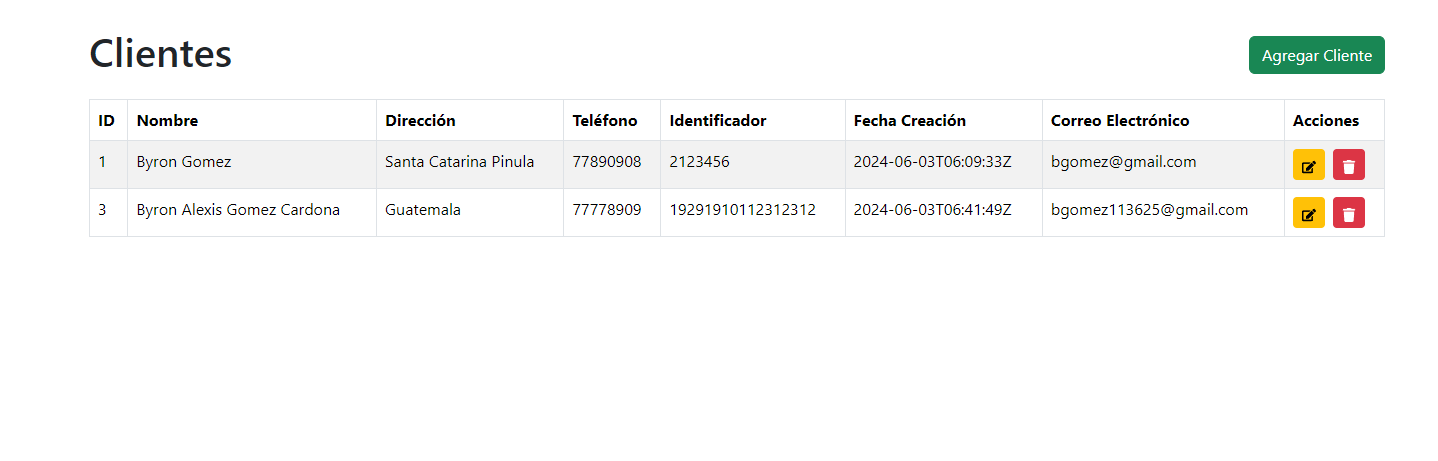 Clientes
Agregar Cliente
ID Nombre Dirección Teléfono Identificador Fecha Creación Correo Electrónico Acciones
1 Byron Gomez Santa Catarina Pinula 77890908 2123456 2024-06-03T06:09:33Z bgomez@gmail.com
3 Byron Alexis Gomez Cardona Guatemala 77778909 19291910112312312 2024-06-03T06:41:49Z bgomez113625@gmail.com